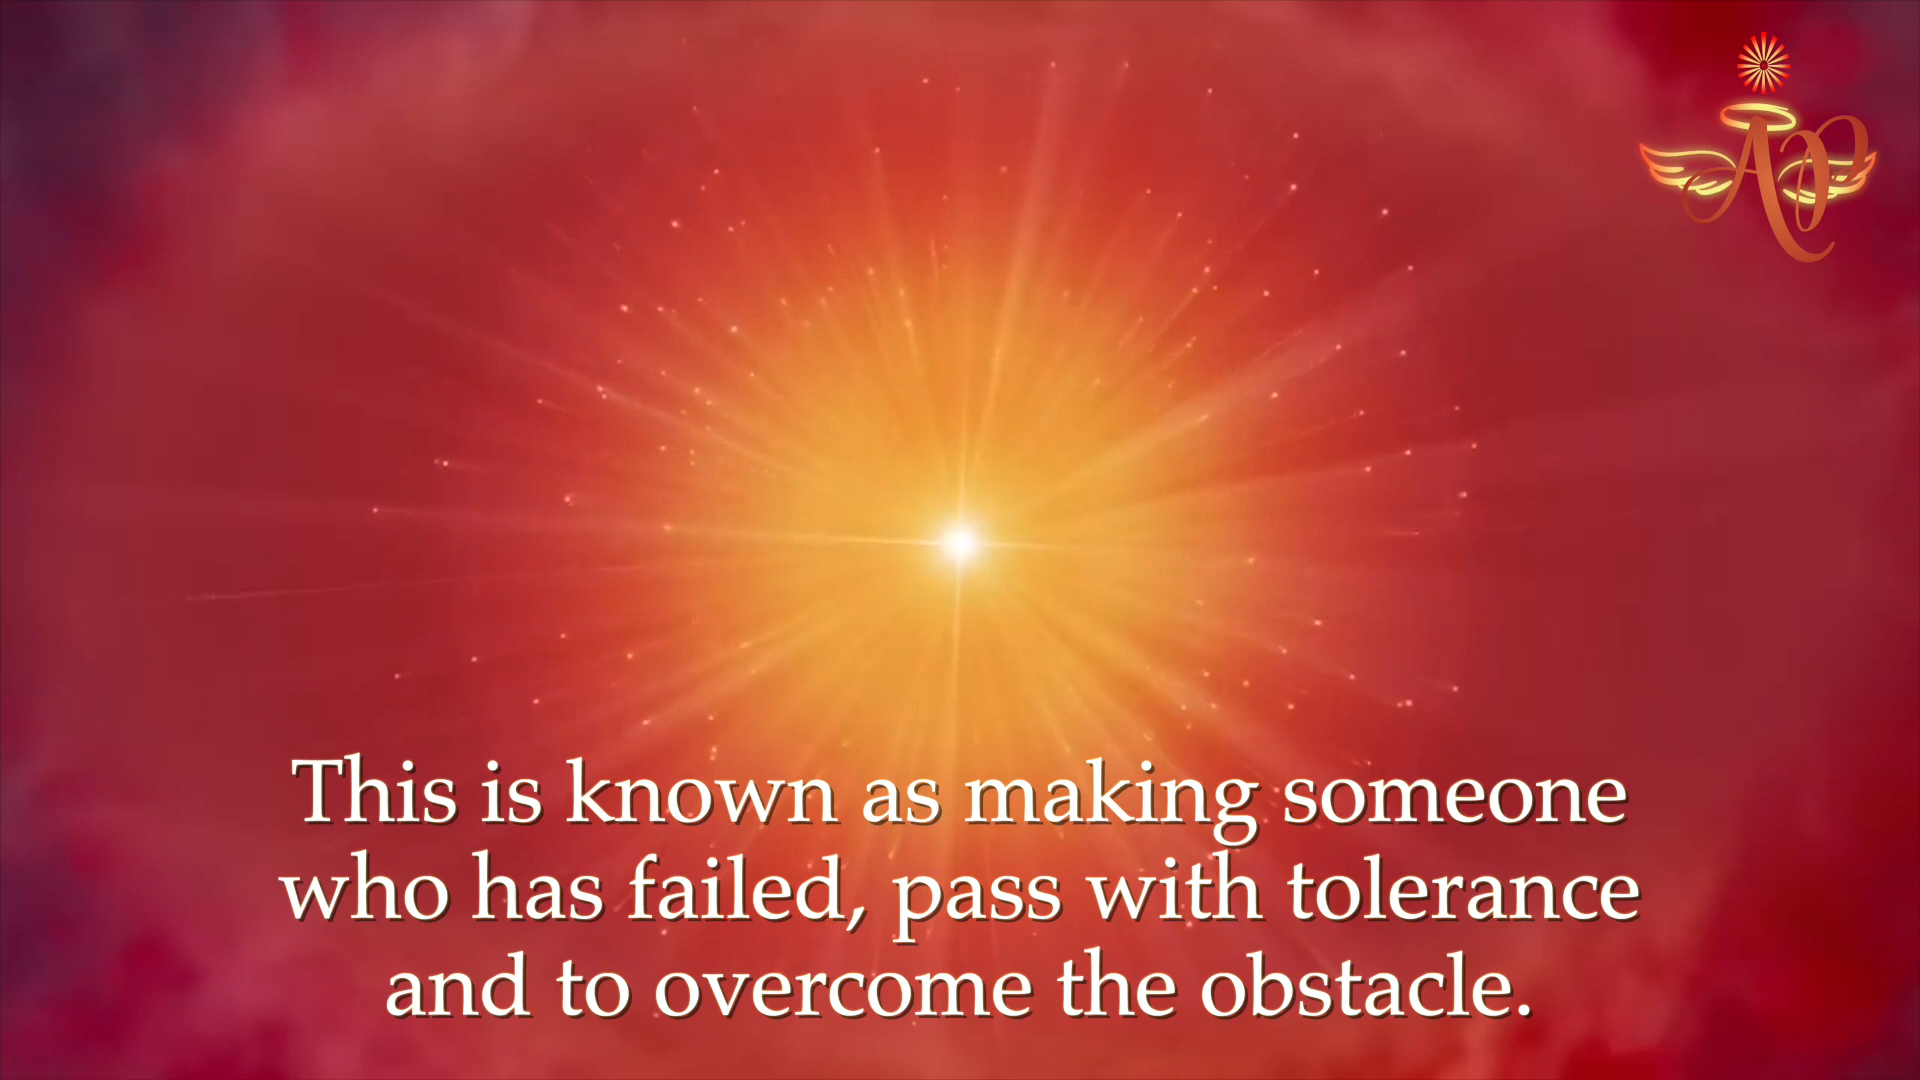 This is known as making someone
who has failed, pass with tolerance
and to overcome the obstacle.